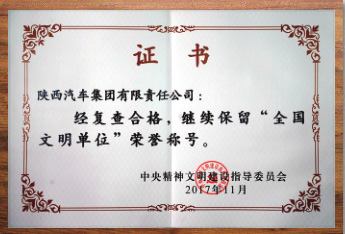 证书
陕西汽车集团有限责任公司：
经复查合格，继续保留“全国
文明单位”荣誉称号。
中央精神文明建设指导委员会
2017年11月